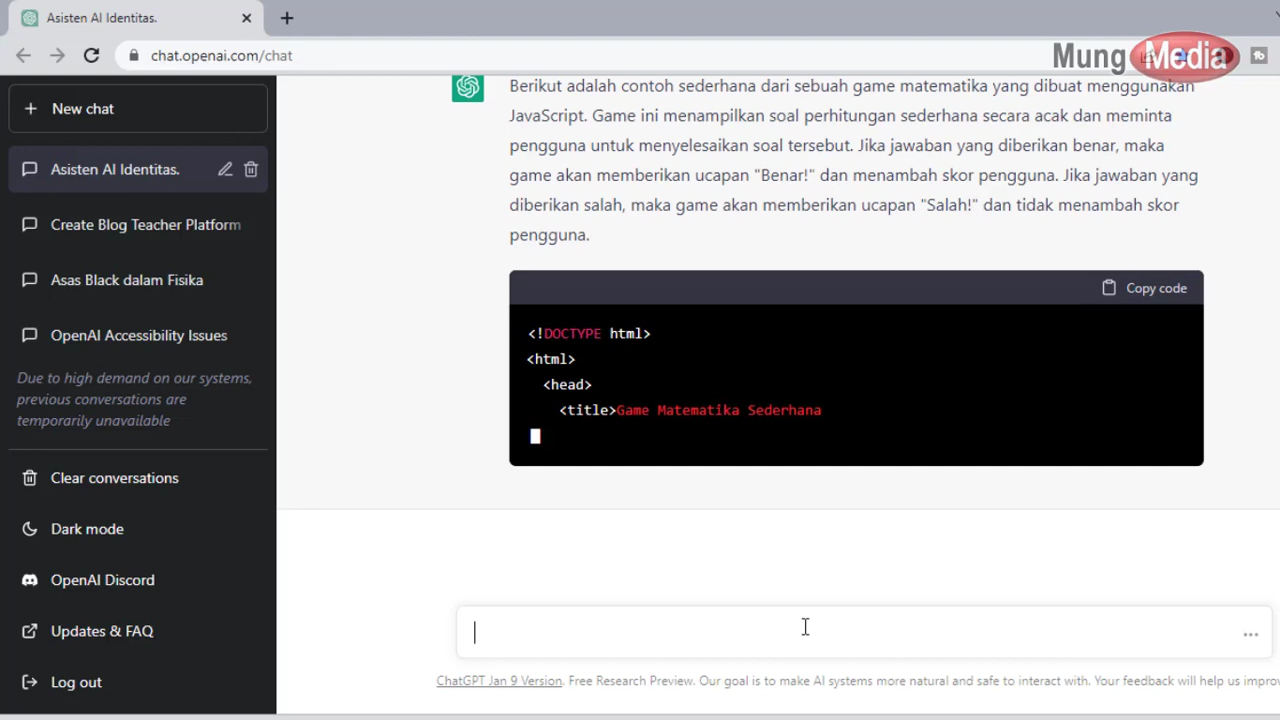 Asisten AI Identitas.
chat.openai.com/chat
Mung Media
New chat
Asisten AI Identitas.
Create Blog Teacher Platform
Asas Black dalam Fisika
OpenAI Accessibility Issues
Due to high demand on our systems,
previous conversations are
temporarily unavailable
Clear conversations
Dark mode
OpenAI Discord
Updates & FAQ
Log out
Berikut adalah contoh sederhana dari sebuah game matematika yang dibuat menggunakan
JavaScript. Game ini menampilkan soal perhitungan sederhana secara acak dan meminta
pengguna untuk menyelesaikan soal tersebut. Jika jawaban yang diberikan benar, maka
game akan memberikan ucapan "Benar!" dan menambah skor pengguna. Jika jawaban yang
diberikan salah, maka game akan memberikan ucapan "Salah!" dan tidak menambah skor
pengguna.
Copy code
<!DOCTYPE html>
<html>
<head>
<title>Game Matematika Sederhana
ChatGPT Jan 9 Version. Free Research Preview. Our goal is to make AI systems more natural and safe to interact with. Your feedback will help us